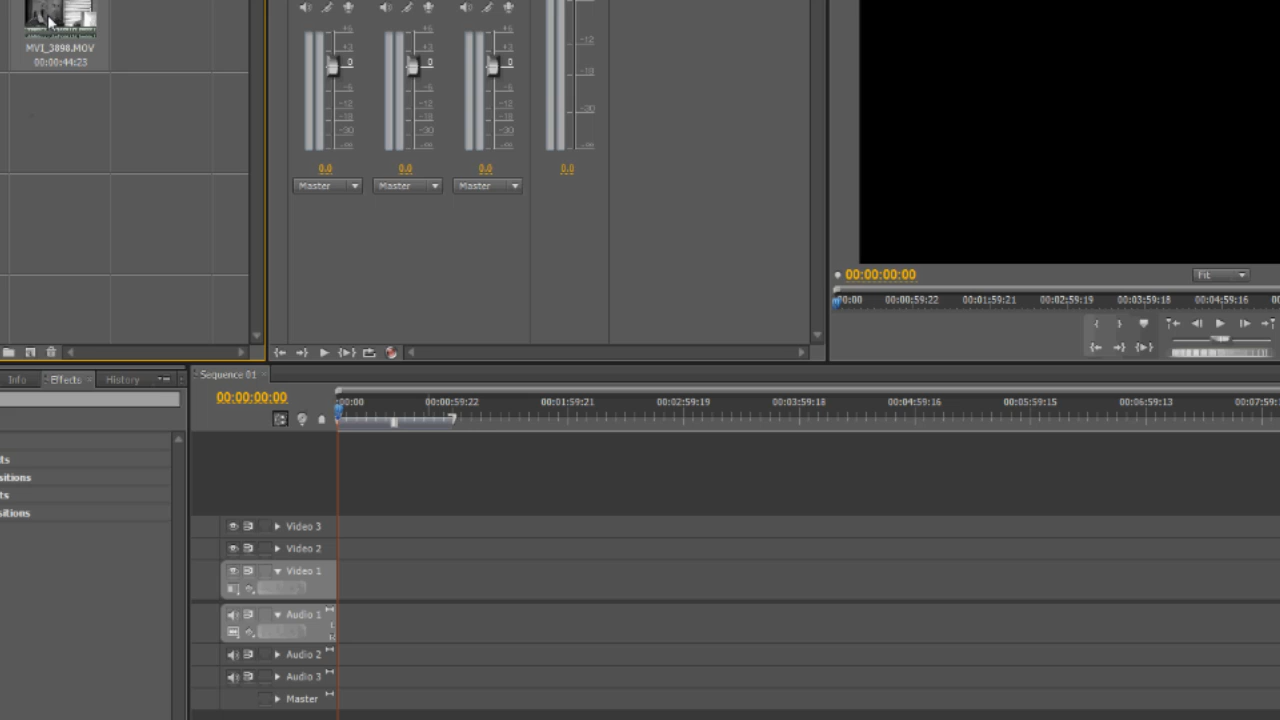 MVI_3898.MOV
00:00:44:23
+6 +6 +6
+3 +3 +3
0 0 0
-6 -6 -6
-12 -12 -12 -12
-18 -18 -18 -18
-30 -30 -30 -30
0.0 0.0 0.0 0.0
Master Master Master
00:00:00:00 Fit
00:00 00:00:59:22 00:01:59:21 00:02:59:19 00:03:59:18 00:04:59:16
Info Effects × History
Sequence 01 ×
00:00:00:00
:00:00 00:00:59:22 00:01:59:21 00:02:59:19 00:03:59:18 00:04:59:16 00:05:59:15 00:06:59:13 00:07:59:
ts
sitions
ts
sitions
Video 3
Video 2
Video 1
Audio 1
Audio 2
Audio 3
Master